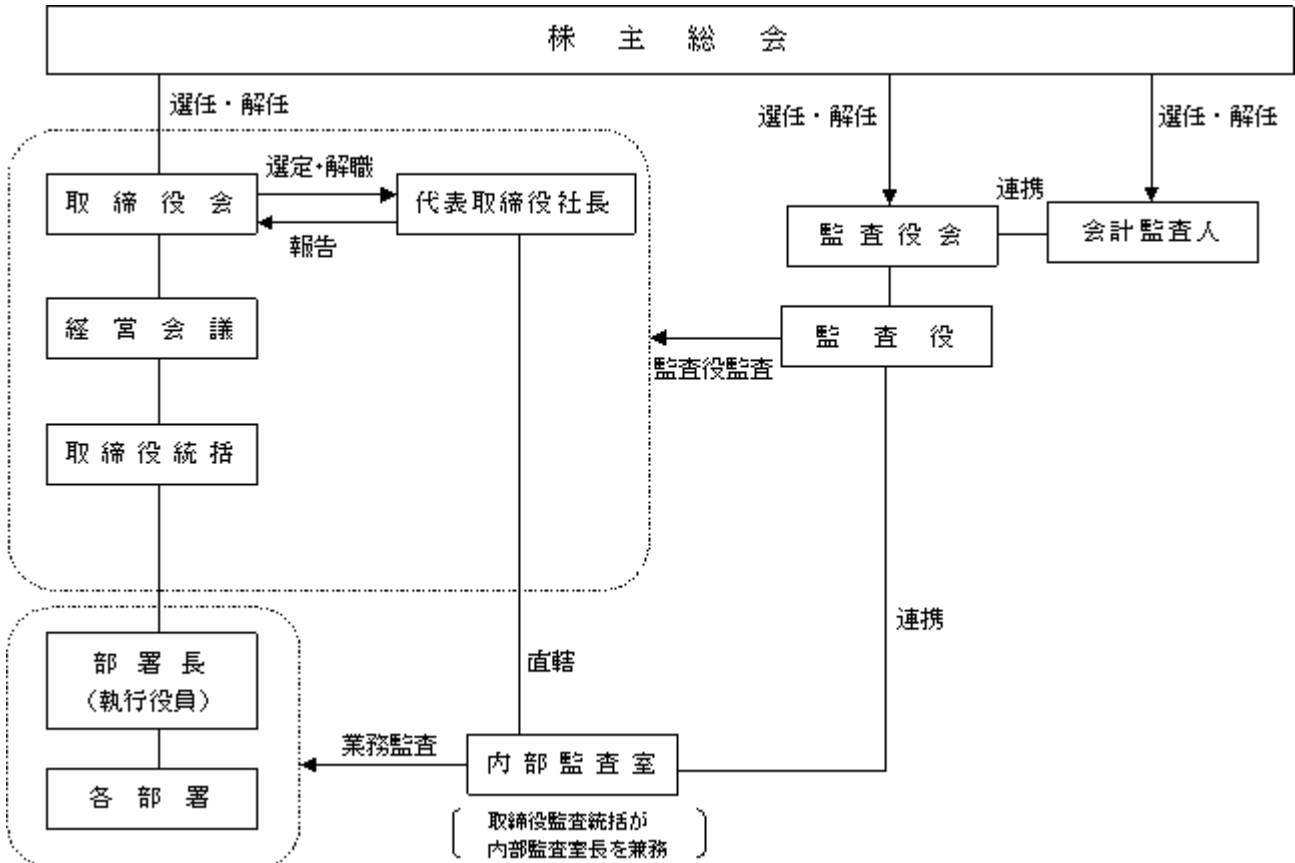 株主総会
選任・解任
選任・解任
選任・解任
選定・解職
取締役会
代表取締役社長
報告
連携
監査役会
会計監査人
経営会議
監査役
監査役監査
取締役統括
連携
部署長
(執行役員)
直轄
業務監査
内部監査室
各部署
取締役監査統括が
内部監査室長を兼務